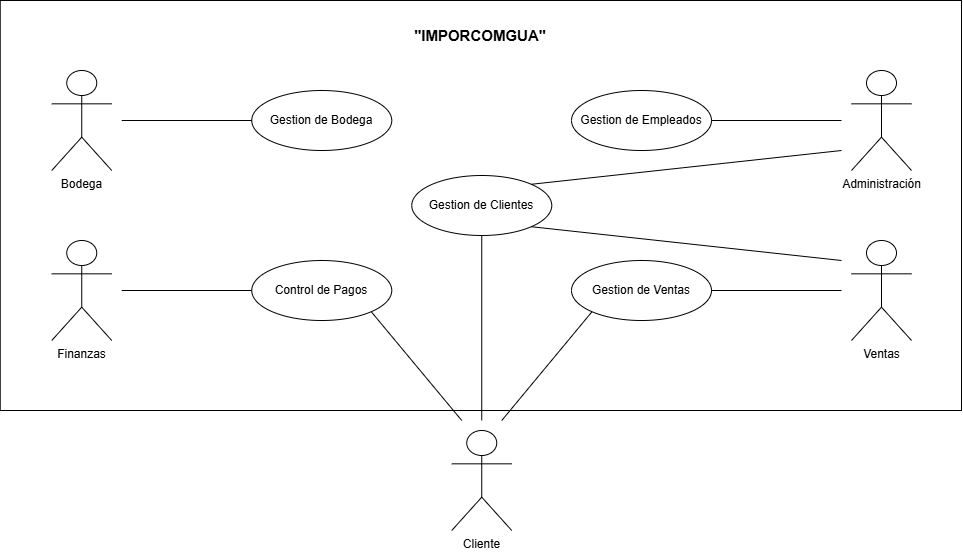 "IMPORCOMGUA"
Gestion de Bodega
Gestion de Empleados
Bodega
Administración
Gestion de Clientes
Control de Pagos
Gestion de Ventas
Finanzas
Ventas
Cliente